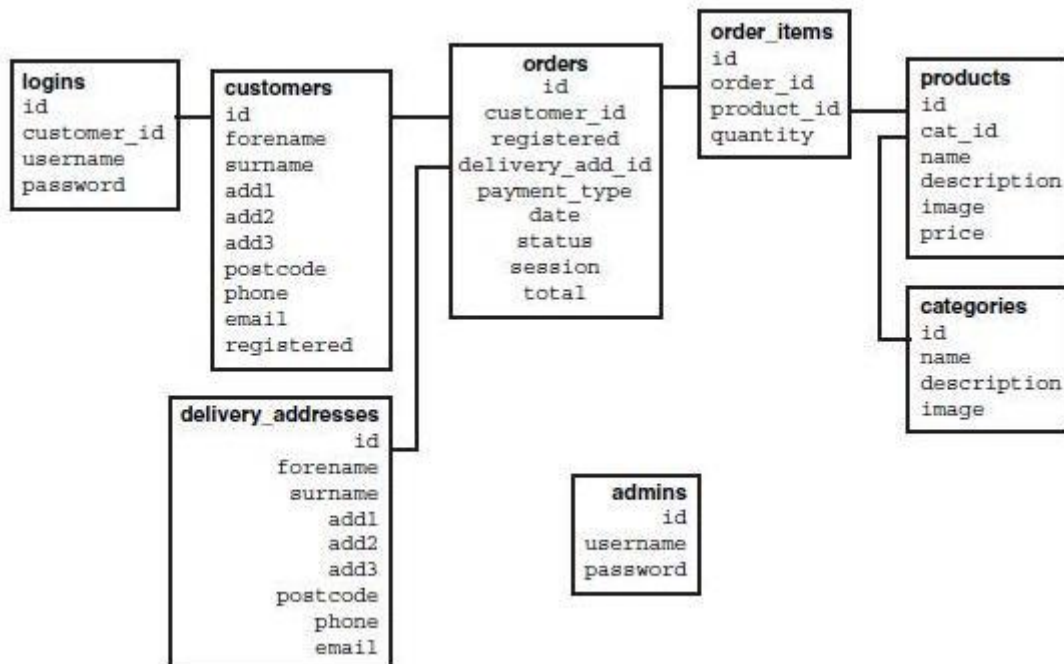 logins
id
customer_id
username
password
customers
id
forename
surname
add1
add2
add3
postcode
phone
email
registered
orders
id
customer_id
registered
delivery_add_id
payment_type
date
status
session
total
order_items
id
order_id
product_id
quantity
products
id
cat_id
name
description
image
price
categories
id
name
description
image
delivery_addresses
id
forename
surname
add1
add2
add3
postcode
phone
email
admins
id
username
password